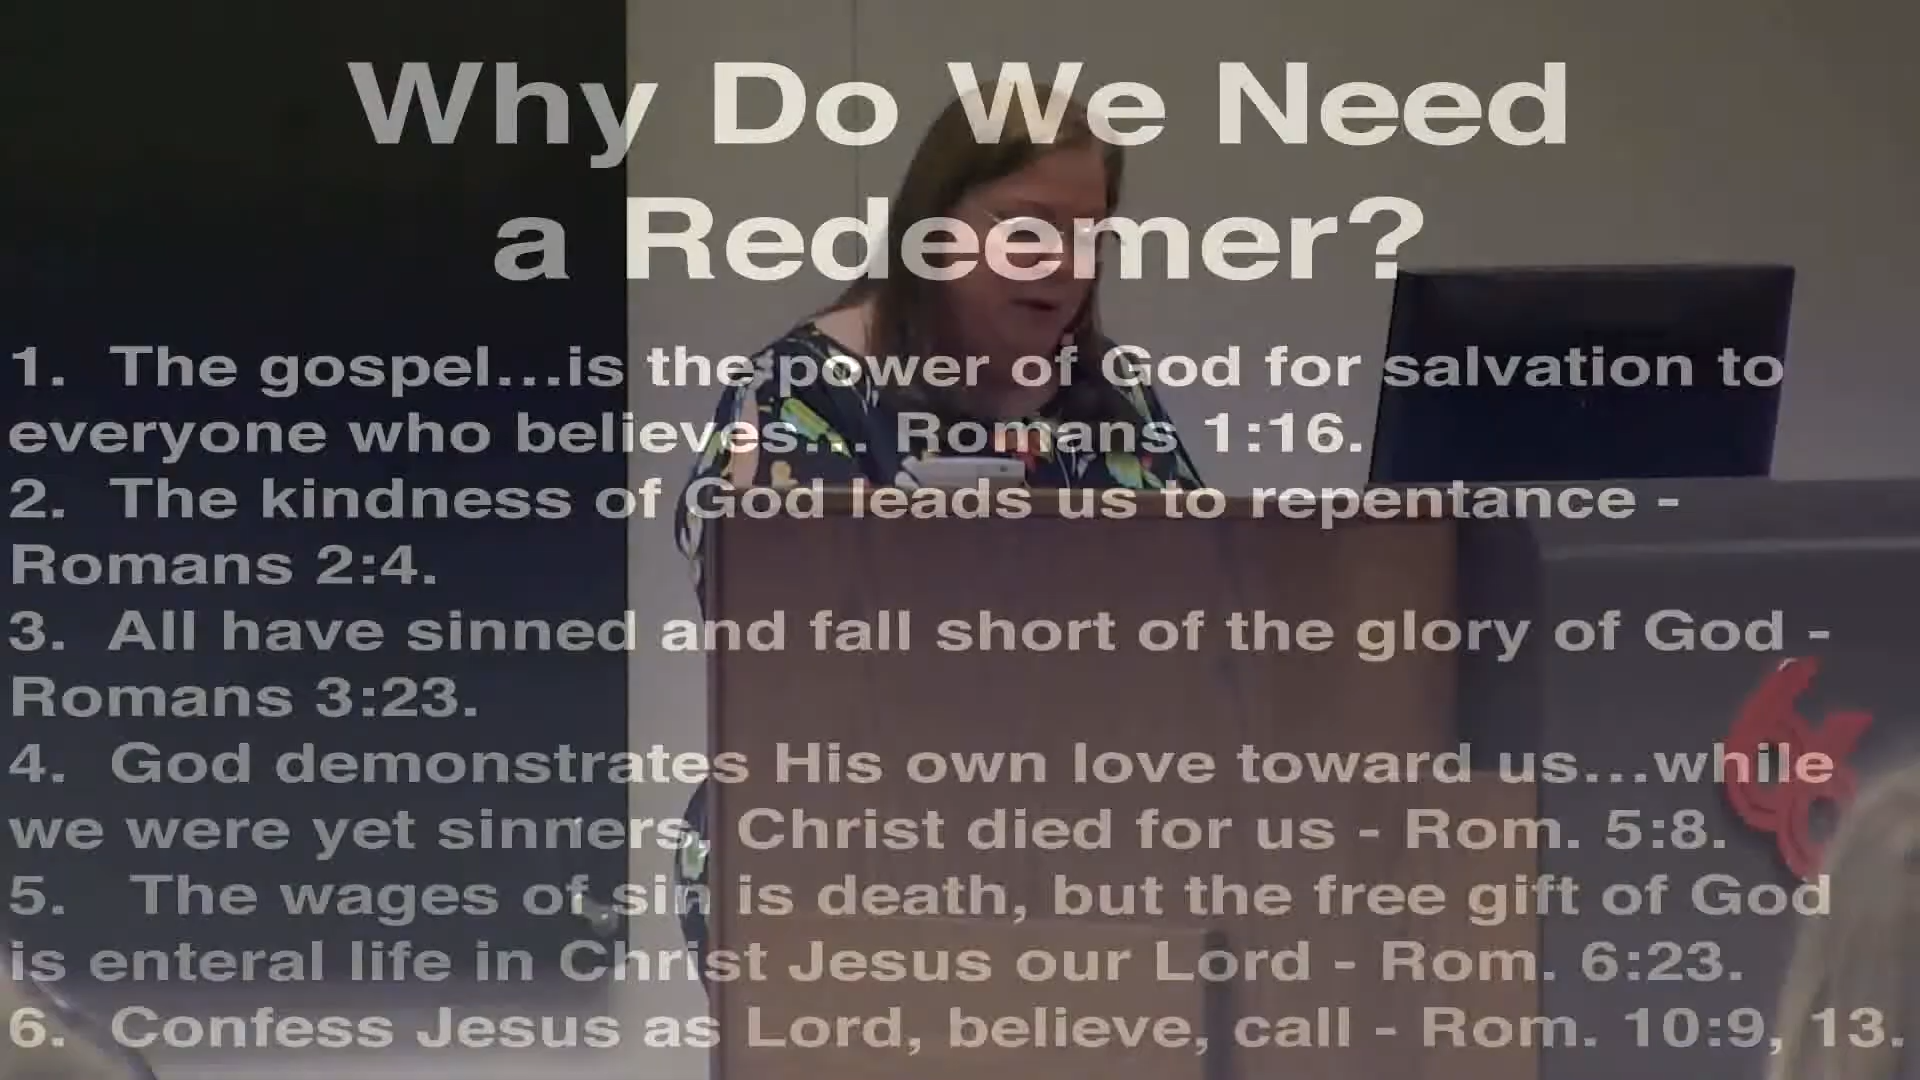 Why Do We Need
a Redeemer?
1. The gospel...is the power of God for salvation to
everyone who believes... Romans 1:16.
2. The kindness of God leads us to repentance -
Romans 2:4.
3. All have sinned and fall short of the glory of God -
Romans 3:23.
4. God demonstrates His own love toward us...while
we were yet sinners, Christ died for us - Rom. 5:8.
5. The wages of sin is death, but the free gift of God
is enteral life in Christ Jesus our Lord - Rom. 6:23.
6. Confess Jesus as Lord, believe, call - Rom. 10:9, 13.